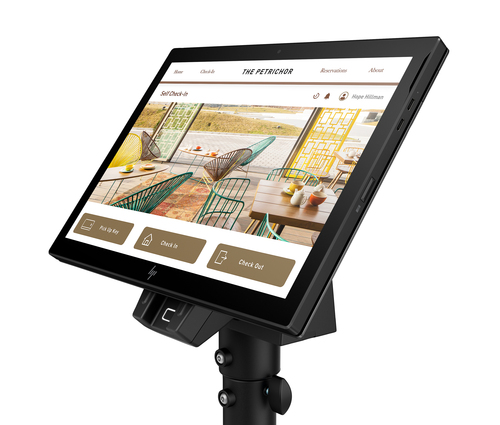 Home Check-In THE PETRICHOR Reservations About
Self Check-In Hope Hillman
Pick Up Key Check In Check Out
hp